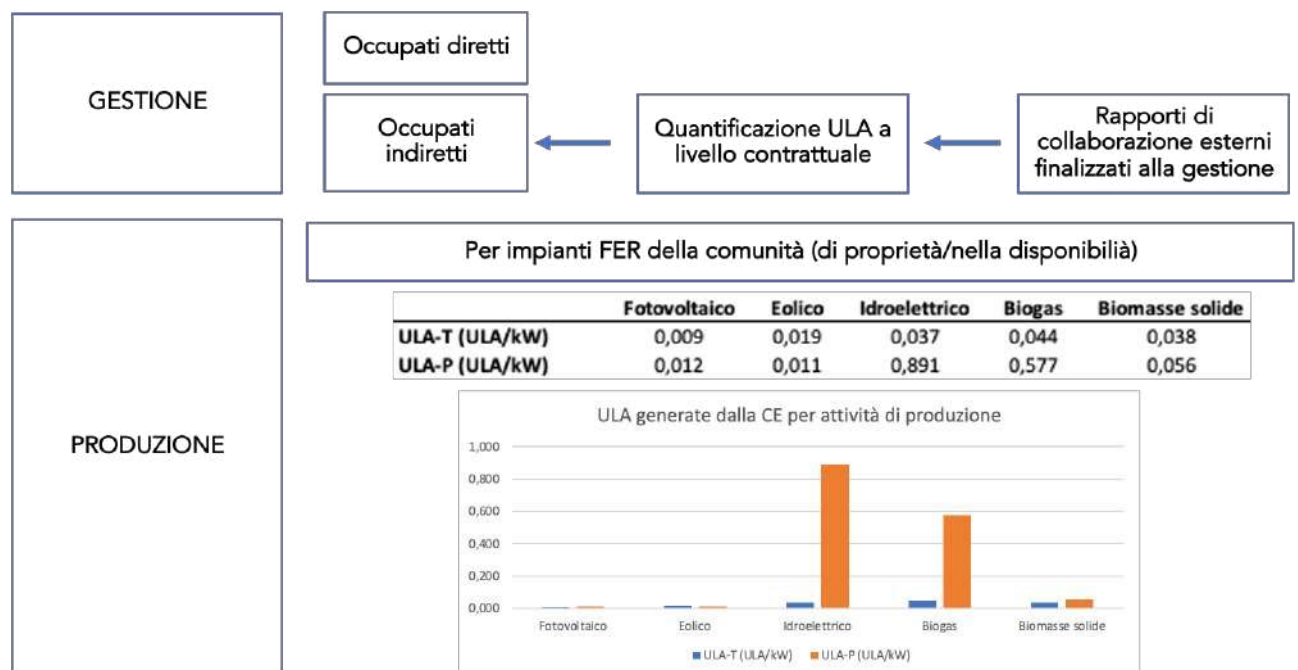 GESTIONE
Occupati diretti
Occupati
indiretti
Quantificazione ULA a
livello contrattuale
Rapporti di
collaborazione esterni
finalizzati alla gestione
PRODUZIONE
Per impianti FER della comunità (di proprietà/nella disponibilià)
Fotovoltaico Eolico Idroelettrico Biogas Biomasse solide
ULA-T (ULA/kW) 0,009 0,019 0,037 0,044 0,038
ULA-P (ULA/kW) 0,012 0,011 0,891 0,577 0,056
ULA generate dalla CE per attività di produzione
1,000
0,800
0,600
0,400
0,200
0,000
Fotovoltaico Eolico Idroelettrico Biogas Biomasse solide
ULA-T (ULA/kW) ULA-P (ULA/kW)